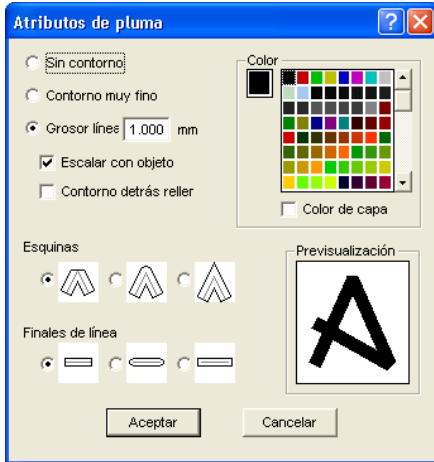 Atributos de pluma
Sin contorno
Contorno muy fino
Grosor línes 1.000 mm
Escalar con objeto
Contorno detrás reller
Color
Color de capa
Esquinas
Finales de línea
Previsualización
A
Aceptar
Cancelar